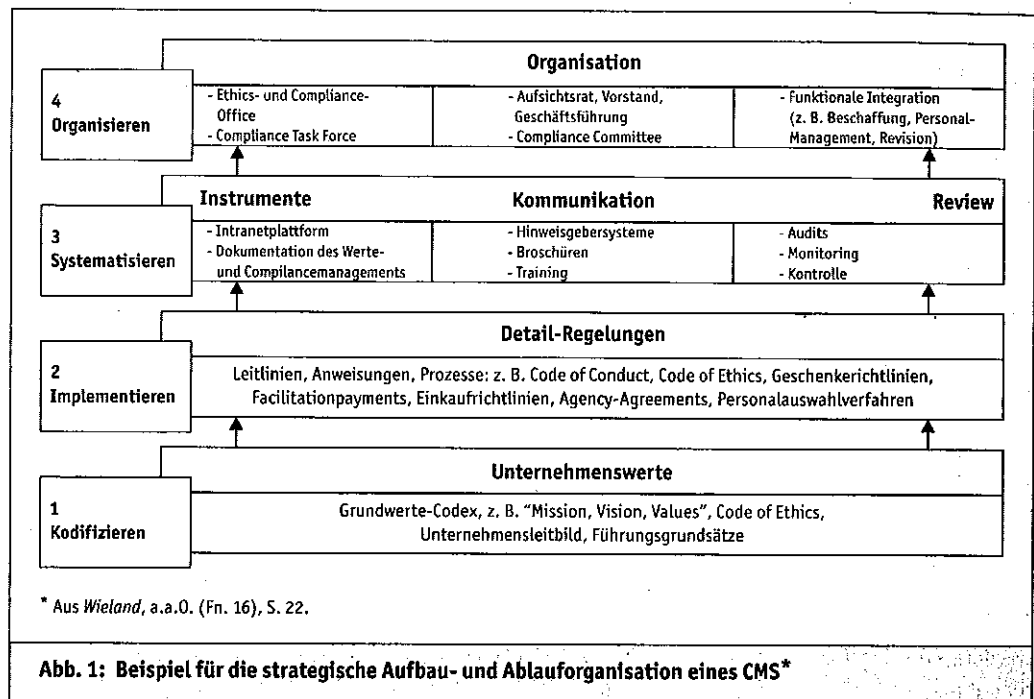 Organisation
4
Organisieren
- Ethics- und Compliance-
Office
- Compliance Task Force
- Aufsichtsrat, Vorstand,
Geschäftsführung
- Compliance Committee
- Funktionale Integration
(z. B. Beschaffung, Personal-
Management, Revision)
Instrumente Kommunikation Review
3
Systematisieren
- Intranetplattform
- Dokumentation des Werte-
und Compilancemanagements
- Hinweisgebersysteme
- Broschüren
- Training
- Audits
- Monitoring
- Kontrolle
Detail-Regelungen
2
Implementieren
Leitlinien, Anweisungen, Prozesse: z. B. Code of Conduct, Code of Ethics, Geschenkerichtlinien,
Facilitationpayments, Einkaufrichtlinien, Agency-Agreements, Personalauswahlverfahren
Unternehmenswerte
1
Kodifizieren
Grundwerte-Codex, z. B. "Mission, Vision, Values", Code of Ethics,
Unternehmensleitbild, Führungsgrundsätze
* Aus Wieland, a.a.O. (Fn. 16), S. 22.
Abb. 1: Beispiel für die strategische Aufbau- und Ablauforganisation eines CMS*